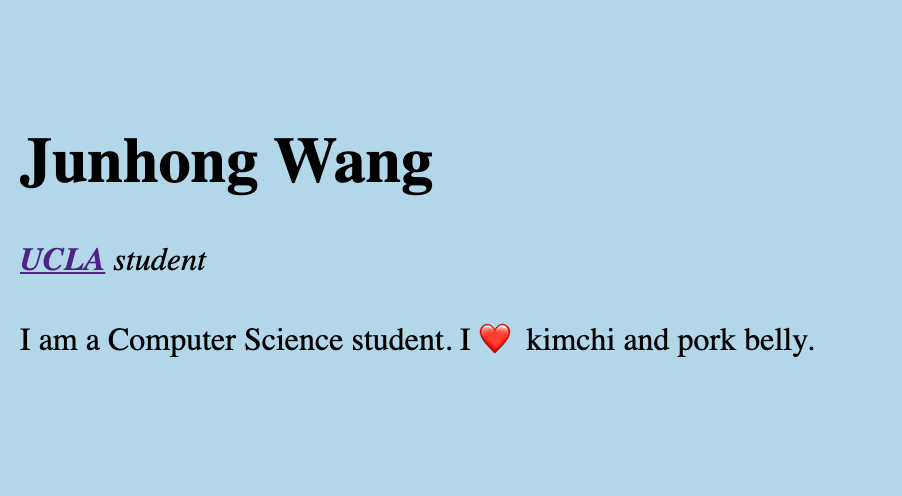 Junhong Wang
UCLA student
I am a Computer Science student. I ❤️ kimchi and pork belly.